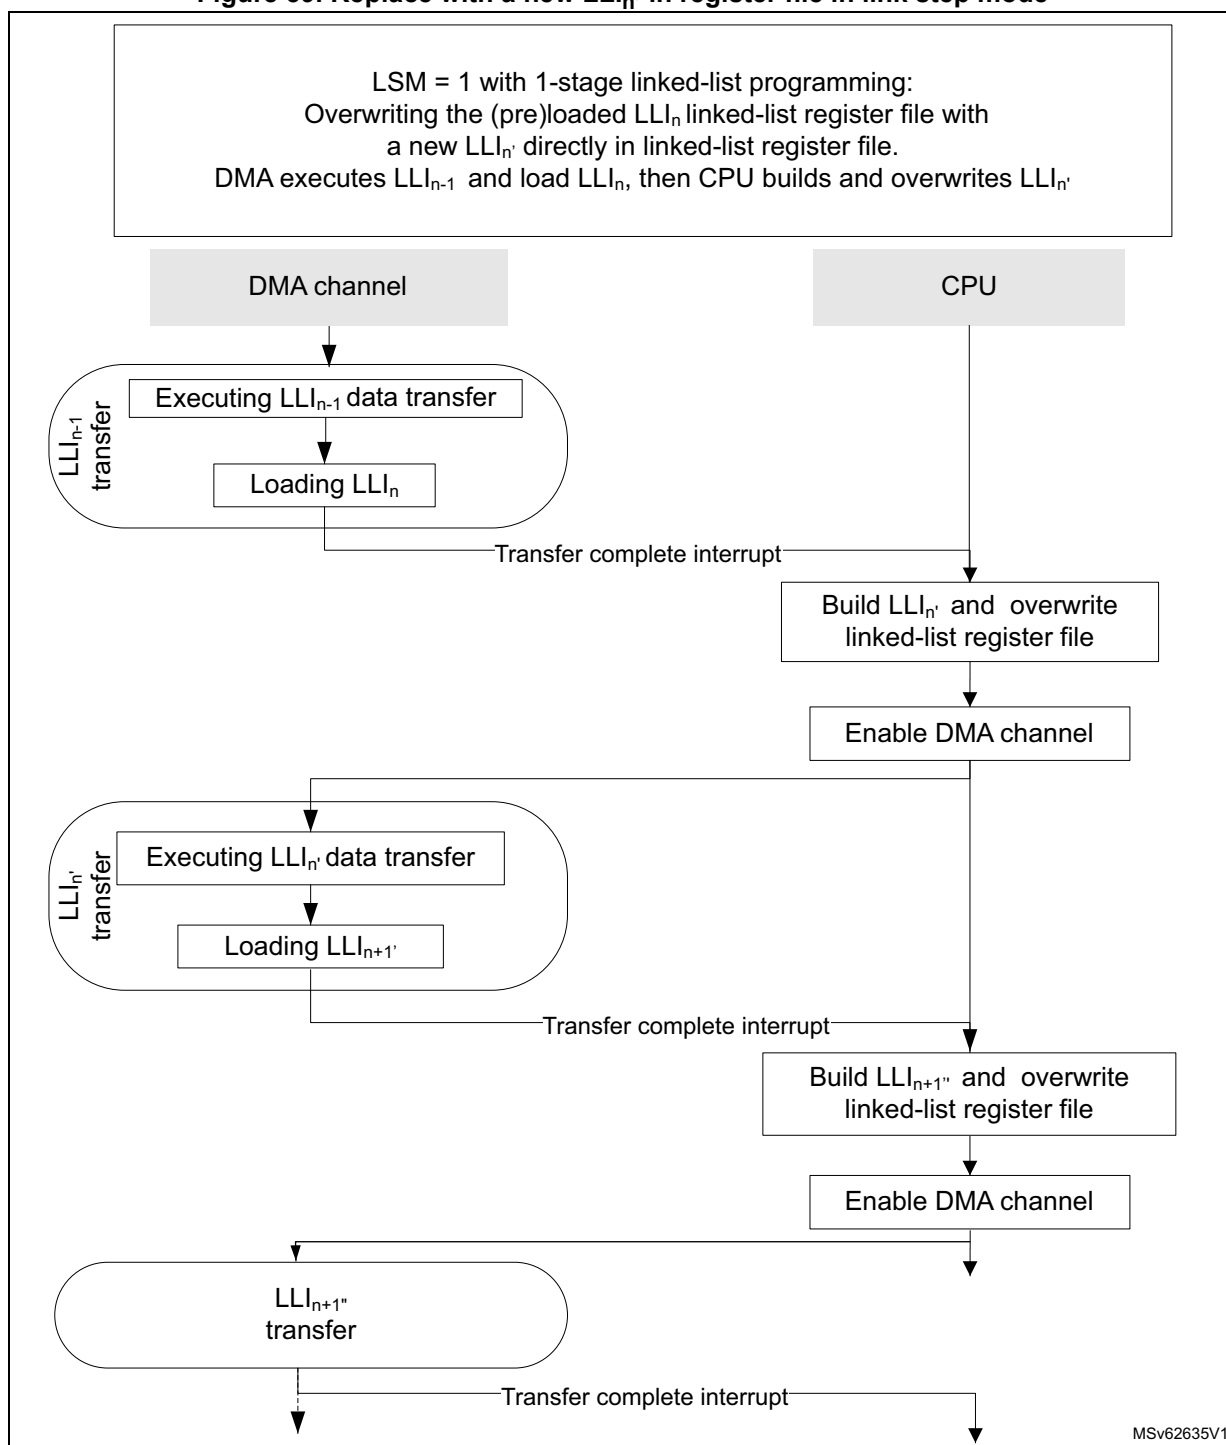 Figure 
Replace with a new LLIn' in register file in link step mode
LSM = 1 with 1-stage linked-list programming:
Overwriting the (pre)loaded LLIn linked-list register file with
a new LLIn' directly in linked-list register file.
DMA executes LLIn-1 and load LLIn, then CPU builds and overwrites LLIn'
DMA channel
CPU
LLIn-1
transfer
Executing LLIn-1 data transfer
Loading LLIn
Transfer complete interrupt
Build LLIn' and overwrite
linked-list register file
Enable DMA channel
LLIn'
transfer
Executing LLIn' data transfer
Loading LLIn+1'
Transfer complete interrupt
Build LLIn+1'' and overwrite
linked-list register file
Enable DMA channel
LLIn+1"
transfer
Transfer complete interrupt
MSv62635V1